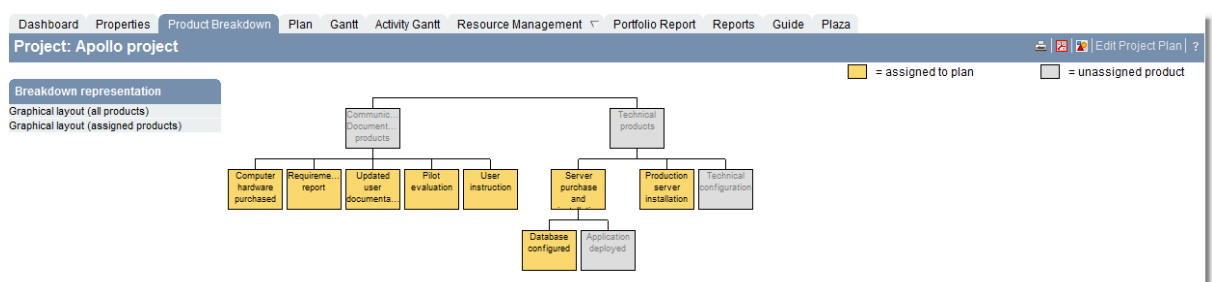 Dashboard Properties Product Breakdown Plan Gantt Activity Gantt Resource Management Portfolio Report Reports Guide Plaza
Project: Apollo project
Edit Project Plan ?
= assigned to plan
= unassigned product
Breakdown representation
Graphical layout (all products)
Graphical layout (assigned products)
Communic...
Document...
products
Technical
products
Computer
hardware
purchased
Requireme...
report
Updated
user
documenta...
Pilot
evaluation
User
instruction
Server
purchase
and
Production
server
installation
Technical
configuration
Database
configured
Application
deployed